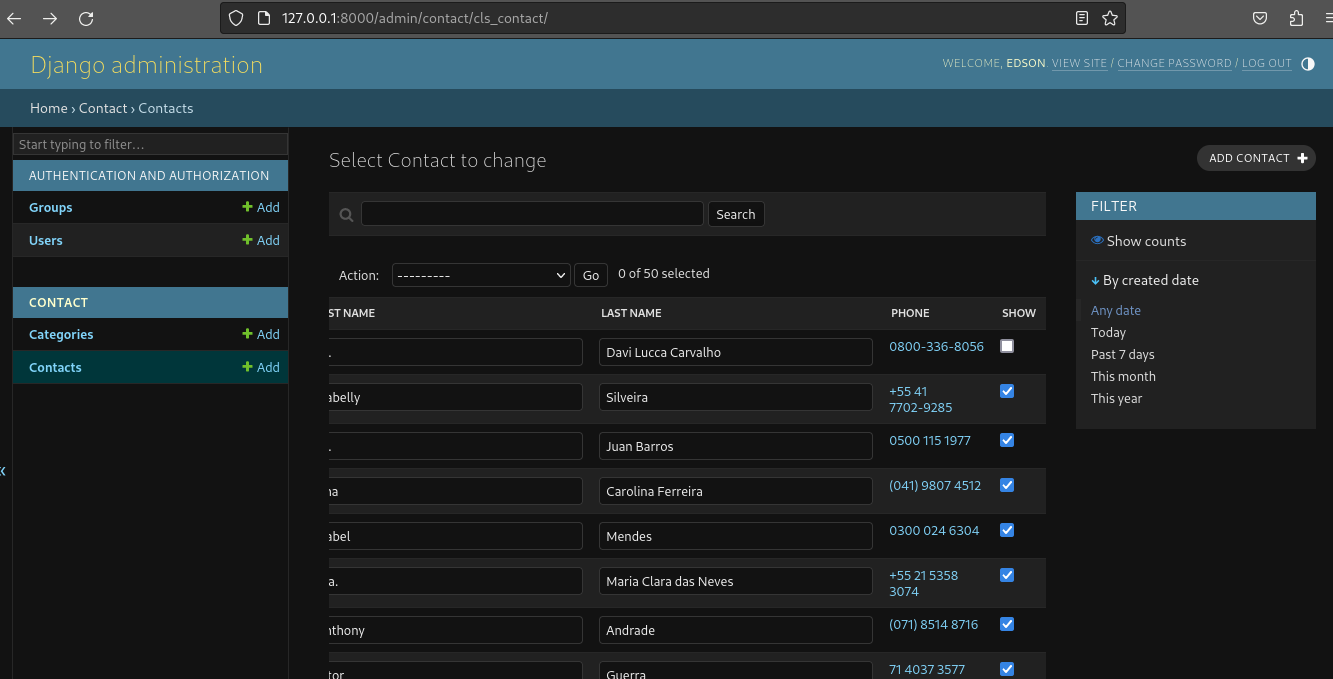 127.0.0.1:8000/admin/contact/cls_contact/
Django administration
WELCOME, EDSON. VIEW SITE / CHANGE PASSWORD / LOG OUT
Home › Contact › Contacts
Start typing to filter…
AUTHENTICATION AND AUTHORIZATION
Groups + Add
Users + Add
CONTACT
Categories + Add
Contacts + Add
«
Select Contact to change
ADD CONTACT +
Search
Action: --------- Go 0 of 50 selected
ST NAME LAST NAME PHONE SHOW
. Davi Lucca Carvalho 0800-336-8056
abelly Silveira +55 41
7702-9285
. Juan Barros 0500 115 1977
na Carolina Ferreira (041) 9807 4512
abel Mendes 0300 024 6304
a. Maria Clara das Neves +55 21 5358
3074
nthony Andrade (071) 8514 8716
tor Guerra 71 4037 3577
FILTER
Show counts
↓ By created date
Any date
Today
Past 7 days
This month
This year